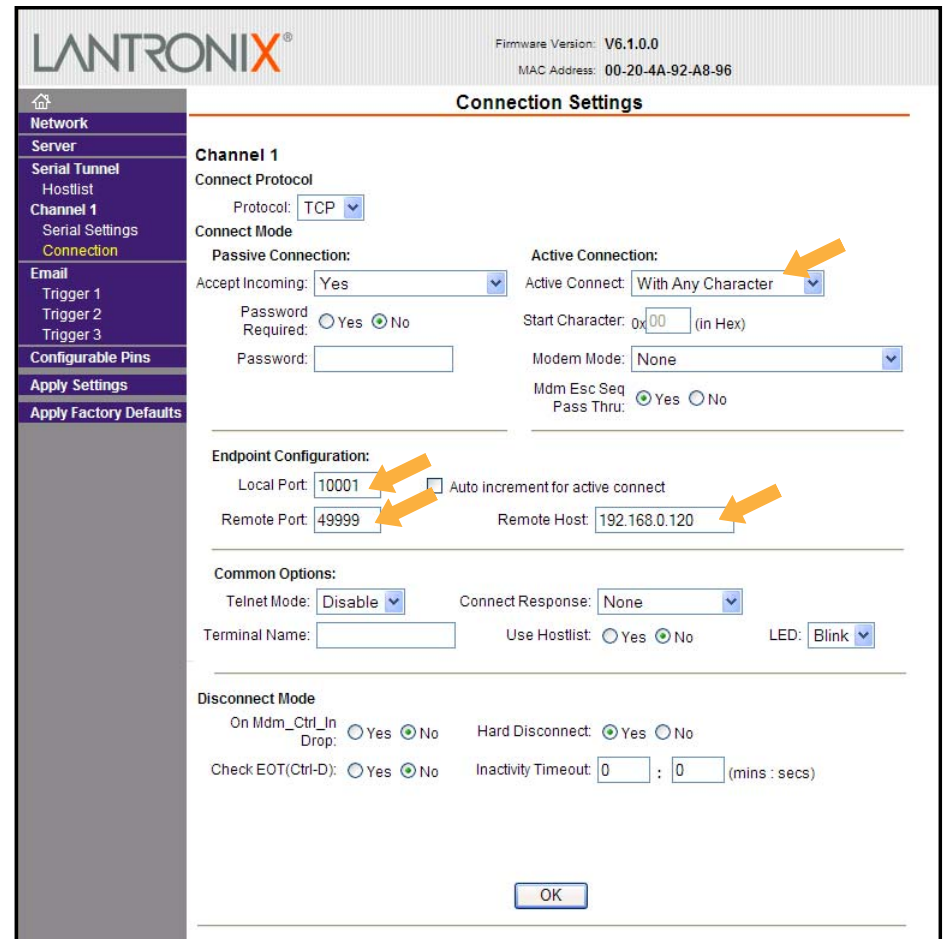 LANTRONIX®
Firmware Version: V6.1.0.0
MAC Address: 00-20-4A-92-A8-96
Network
Server
Serial Tunnel
Hostlist
Channel 1
Serial Settings
Connection
Email
Trigger 1
Trigger 2
Trigger 3
Configurable Pins
Apply Settings
Apply Factory Defaults
Connection Settings
Channel 1
Connect Protocol
Protocol: TCP
Connect Mode
Passive Connection: Active Connection:
Accept Incoming: Yes Active Connect: With Any Character
Password Required: Yes No Start Character: 0x 00 (in Hex)
Password: Modem Mode: None
Mdm Esc Seq Pass Thru: Yes No
Endpoint Configuration:
Local Port: 10001 Auto increment for active connect
Remote Port: 49999 Remote Host: 192.168.0.120
Common Options:
Telnet Mode: Disable Connect Response: None
Terminal Name: Use Hostlist: Yes No LED: Blink
Disconnect Mode
On Mdm_Ctrl_In Drop: Yes No Hard Disconnect: Yes No
Check EOT(Ctrl-D): Yes No Inactivity Timeout: 0 : 0 (mins : secs)
OK